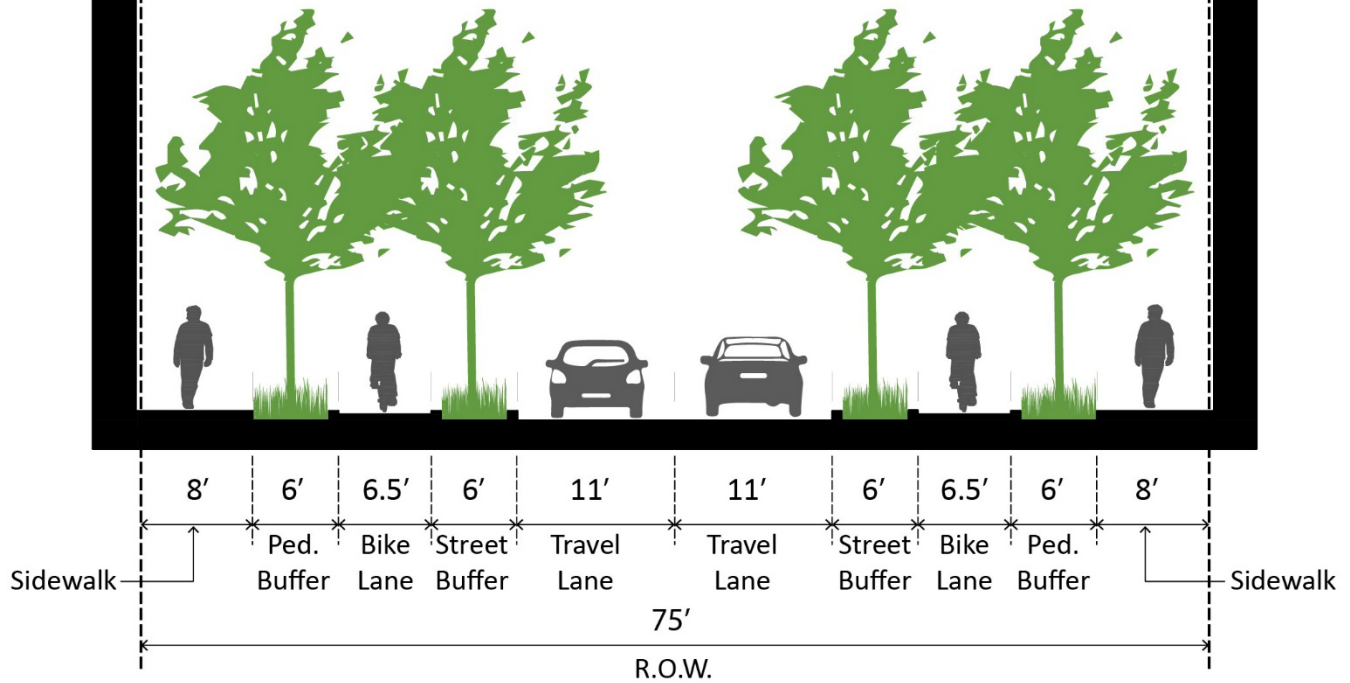 8′ 6′ 6.5′ 6′ 11′ 11′ 6′ 6.5′ 6′ 8′
Ped. Bike Street Travel Travel Street Bike Ped.
Sidewalk Buffer Lane Buffer Lane Lane Buffer Lane Buffer Sidewalk
75′
R.O.W.